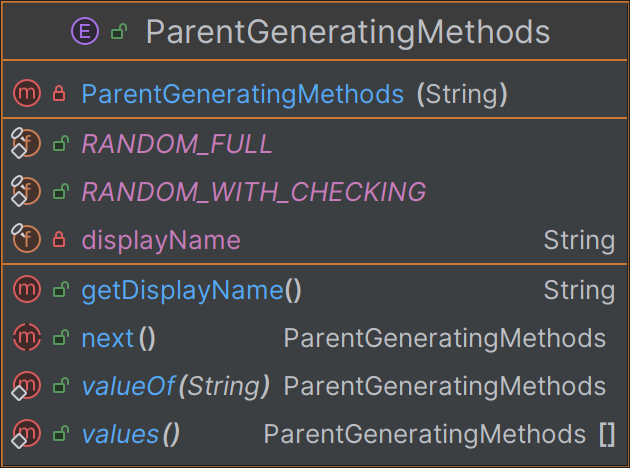 E ParentGeneratingMethods
m ParentGeneratingMethods (String)
f RANDOM_FULL
f RANDOM_WITH_CHECKING
f displayName String
m getDisplayName() String
m next() ParentGeneratingMethods
m valueOf(String) ParentGeneratingMethods
m values() ParentGeneratingMethods []